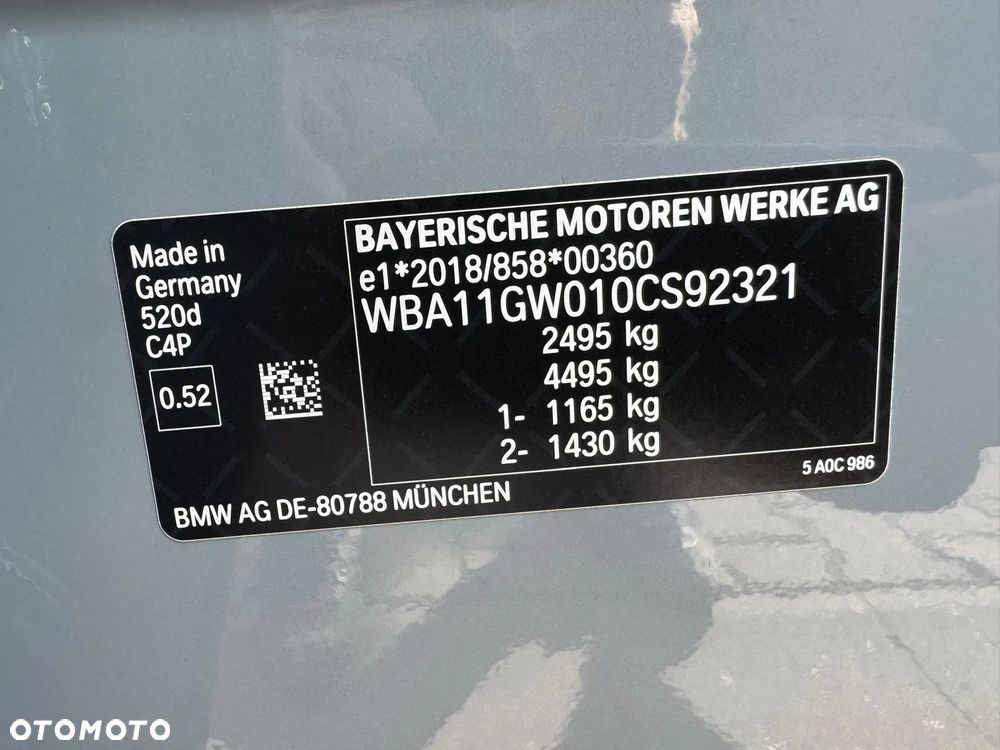 Made in
Germany
520d
C4P
0.52
BAYERISCHE MOTOREN WERKE AG
e1*2018/858*00360
WBA11GW010CS92321
2495 kg
4495 kg
1- 1165 kg
2- 1430 kg
5 A0C 986
BMW AG DE-80788 MÜNCHEN
OTOMOTO